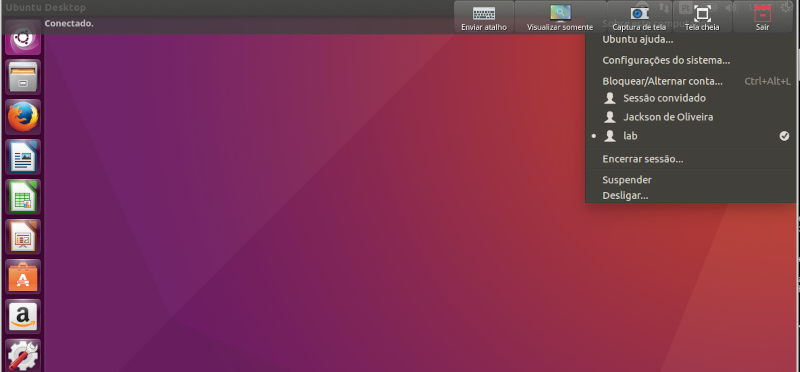 Ubuntu Desktop
Conectado.
Enviar atalho
Visualizar somente
Captura de tela
Tela cheia
Sair
Ubuntu ajuda...
Configurações do sistema...
Bloquear/Alternar conta... Ctrl+Alt+L
Sessão convidado
Jackson de Oliveira
lab
Encerrar sessão...
Suspender
Desligar...